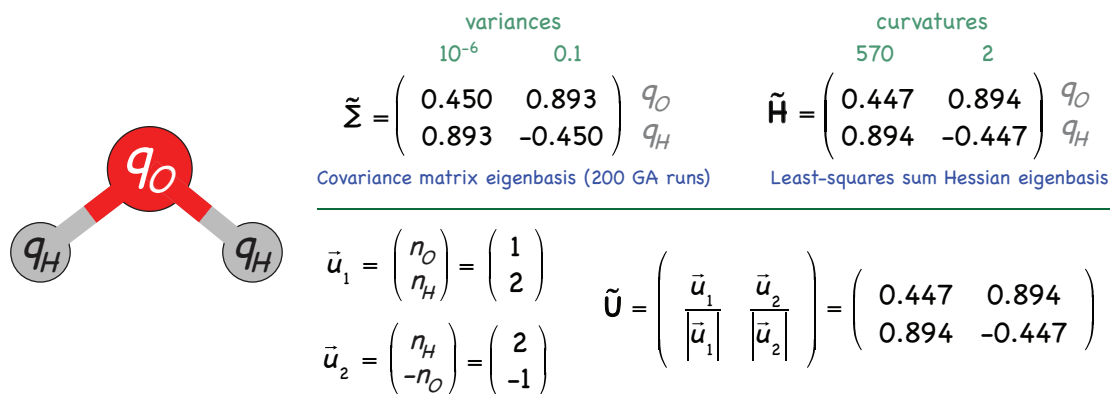 variances
10⁻⁶ 0.1
Σ̃ = ( 0.450 0.893 ) q_O
( 0.893 -0.450 ) q_H
Covariance matrix eigenbasis (200 GA runs)
curvatures
570 2
H̃ = ( 0.447 0.894 ) q_O
( 0.894 -0.447 ) q_H
Least-squares sum Hessian eigenbasis
q_O
q_H q_H
u⃗₁ = ( n_O ) = ( 1 )
( n_H ) ( 2 )
u⃗₂ = ( n_H ) = ( 2 )
( -n_O ) ( -1 )
Ũ = ( u⃗₁ u⃗₂ ) = ( 0.447 0.894 )
( |u⃗₁| |u⃗₂| ) ( 0.894 -0.447 )